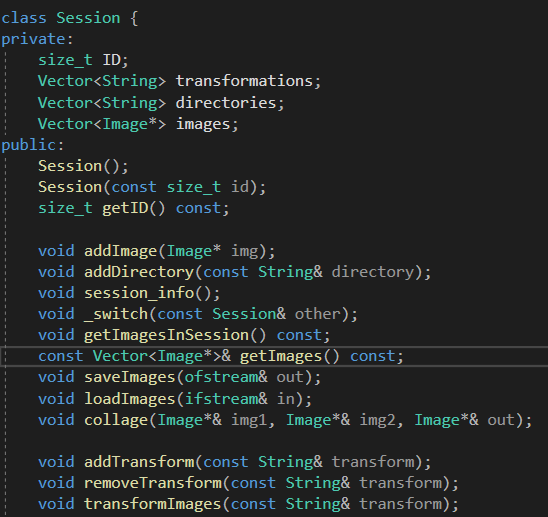 class Session {
private:
    size_t ID;
    Vector<String> transformations;
    Vector<String> directories;
    Vector<Image*> images;
public:
    Session();
    Session(const size_t id);
    size_t getID() const;

    void addImage(Image* img);
    void addDirectory(const String& directory);
    void session_info();
    void _switch(const Session& other);
    void getImagesInSession() const;
    const Vector<Image*>& getImages() const;
    void saveImages(ofstream& out);
    void loadImages(ifstream& in);
    void collage(Image*& img1, Image*& img2, Image*& out);

    void addTransform(const String& transform);
    void removeTransform(const String& transform);
    void transformImages(const String& transform);